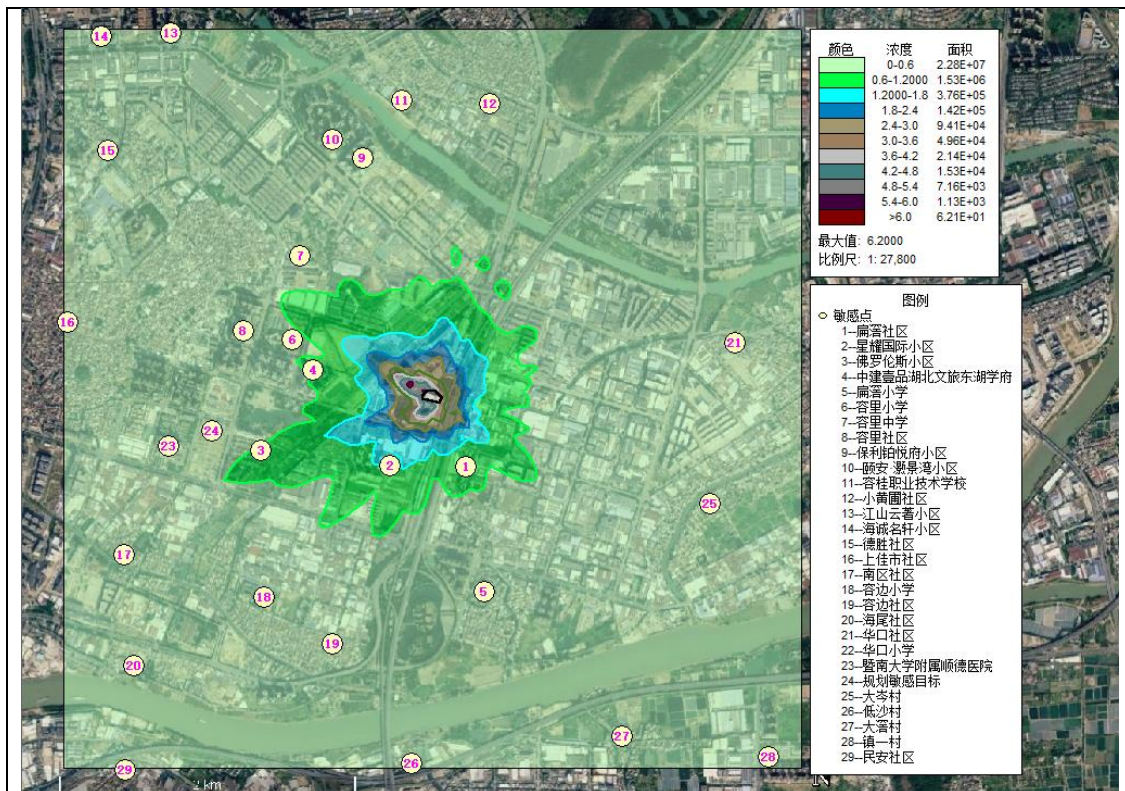 颜色 浓度 面积
0-0.6 2.28E+07
0.6-1.2000 1.53E+06
1.2000-1.8 3.76E+05
1.8-2.4 1.42E+05
2.4-3.0 9.41E+04
3.0-3.6 4.96E+04
3.6-4.2 2.14E+04
4.2-4.8 1.53E+04
4.8-5.4 7.16E+03
5.4-6.0 1.13E+03
>6.0 6.21E+01
最大值: 6.2000
比例尺: 1: 27,800
图例
敏感点
1--扁滘社区
2--星耀国际小区
3--佛罗伦斯小区
4--中建壹品湖北文旅东湖学府
5--扁滘小学
6--容里小学
7--容里中学
8--容里社区
9--保利铂悦府小区
10--颐安·灏景湾小区
11--容桂职业技术学校
12--小黄圃社区
13--江山云著小区
14--海诚名轩小区
15--德胜社区
16--上佳市社区
17--南区社区
18--容边小学
19--容边社区
20--海尾社区
21--华口社区
22--华口小学
23--暨南大学附属顺德医院
24--规划敏感目标
25--大岑村
26--低沙村
27--大滘村
28--镇一村
29--民安社区
14
13
11
12
10
9
15
7
16
8
6
21
4
24
23
3
2
1
25
17
18
5
19
20
27
26
28
29
2 km